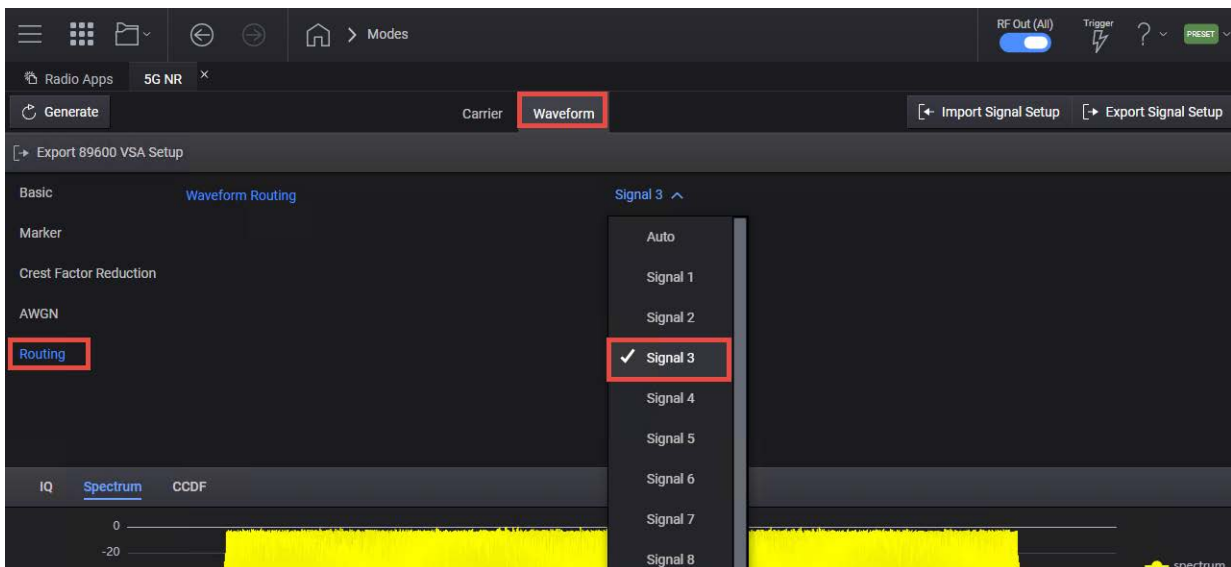 Modes
RF Out (All)
Trigger
PRESET
Radio Apps
5G NR
Generate
Carrier
Waveform
Import Signal Setup
Export Signal Setup
Export 89600 VSA Setup
Basic
Waveform Routing
Signal 3
Marker
Auto
Crest Factor Reduction
Signal 1
AWGN
Signal 2
Routing
Signal 3
Signal 4
Signal 5
IQ
Spectrum
CCDF
Signal 6
Signal 7
0
-20
Signal 8
spectrum